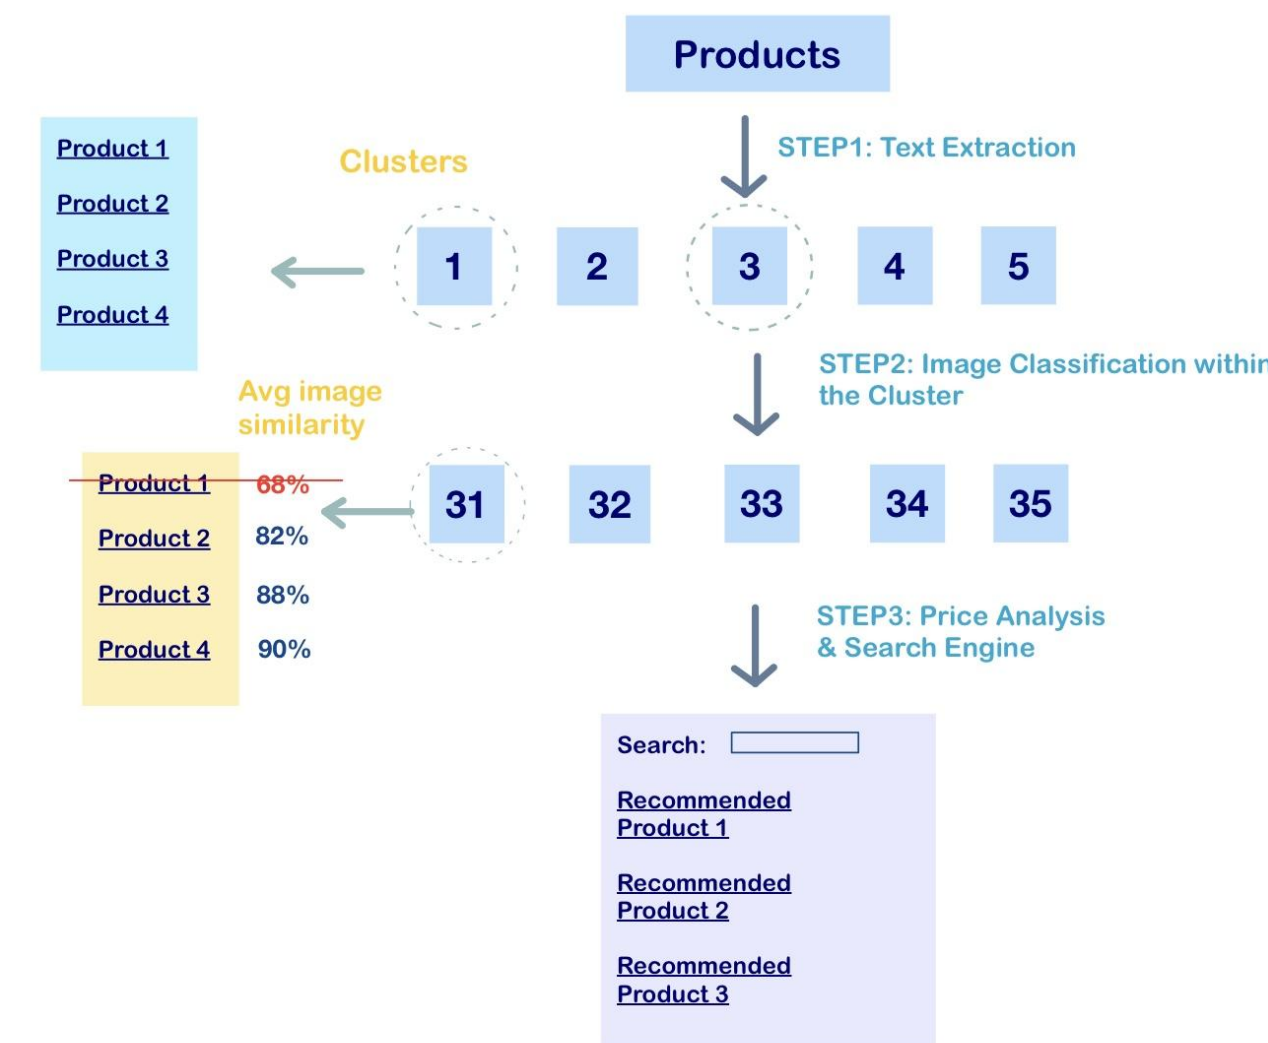 Products
STEP1: Text Extraction
Product 1
Product 2
Product 3
Product 4
Clusters
1
2
3
4
5
STEP2: Image Classification within
the Cluster
Avg image
similarity
Product 1 68%
Product 2 82%
Product 3 88%
Product 4 90%
31
32
33
34
35
STEP3: Price Analysis
& Search Engine
Search:
Recommended
Product 1
Recommended
Product 2
Recommended
Product 3